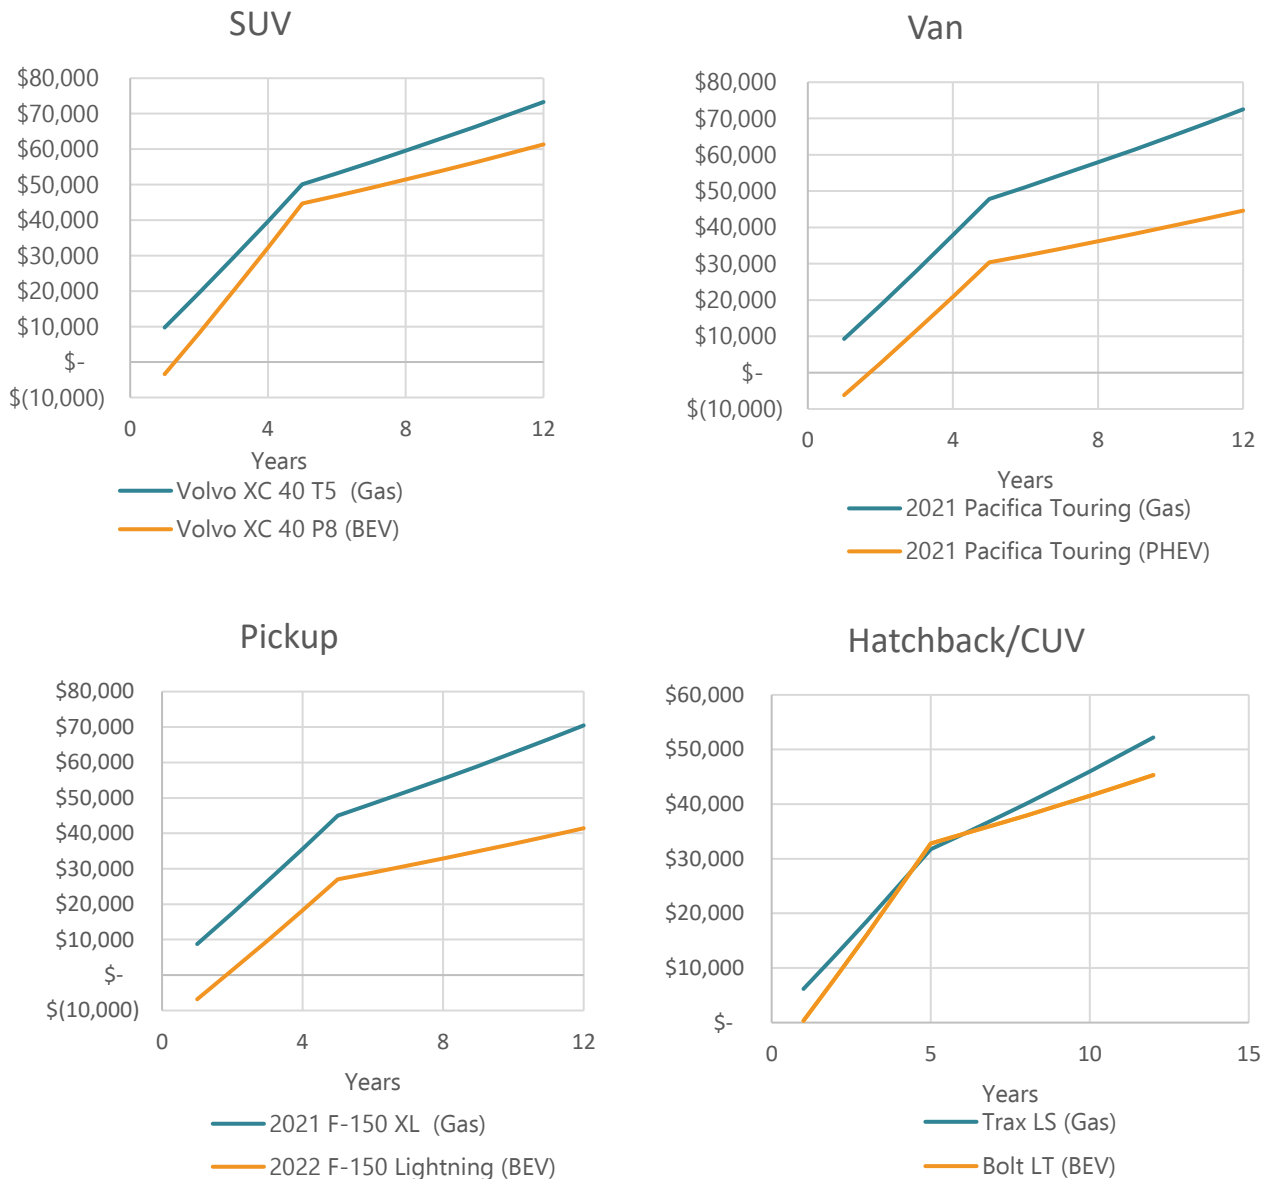 SUV
$80,000
$70,000
$60,000
$50,000
$40,000
$30,000
$20,000
$10,000
$-
$(10,000)
0 4 8 12
Years
Volvo XC 40 T5 (Gas)
Volvo XC 40 P8 (BEV)
Van
$80,000
$70,000
$60,000
$50,000
$40,000
$30,000
$20,000
$10,000
$-
$(10,000)
0 4 8 12
Years
2021 Pacifica Touring (Gas)
2021 Pacifica Touring (PHEV)
Pickup
$80,000
$70,000
$60,000
$50,000
$40,000
$30,000
$20,000
$10,000
$-
$(10,000)
0 4 8 12
Years
2021 F-150 XL (Gas)
2022 F-150 Lightning (BEV)
Hatchback/CUV
$60,000
$50,000
$40,000
$30,000
$20,000
$10,000
$-
0 5 10 15
Years
Trax LS (Gas)
Bolt LT (BEV)